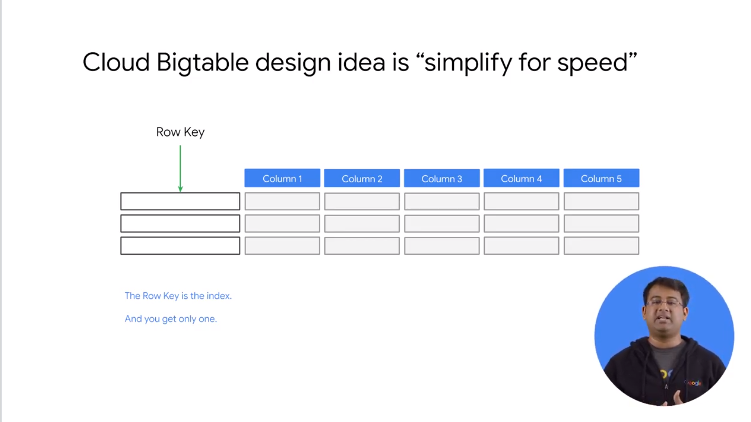 Cloud Bigtable design idea is “simplify for speed”
Row Key
Column 1 Column 2 Column 3 Column 4 Column 5
The Row Key is the index.
And you get only one.